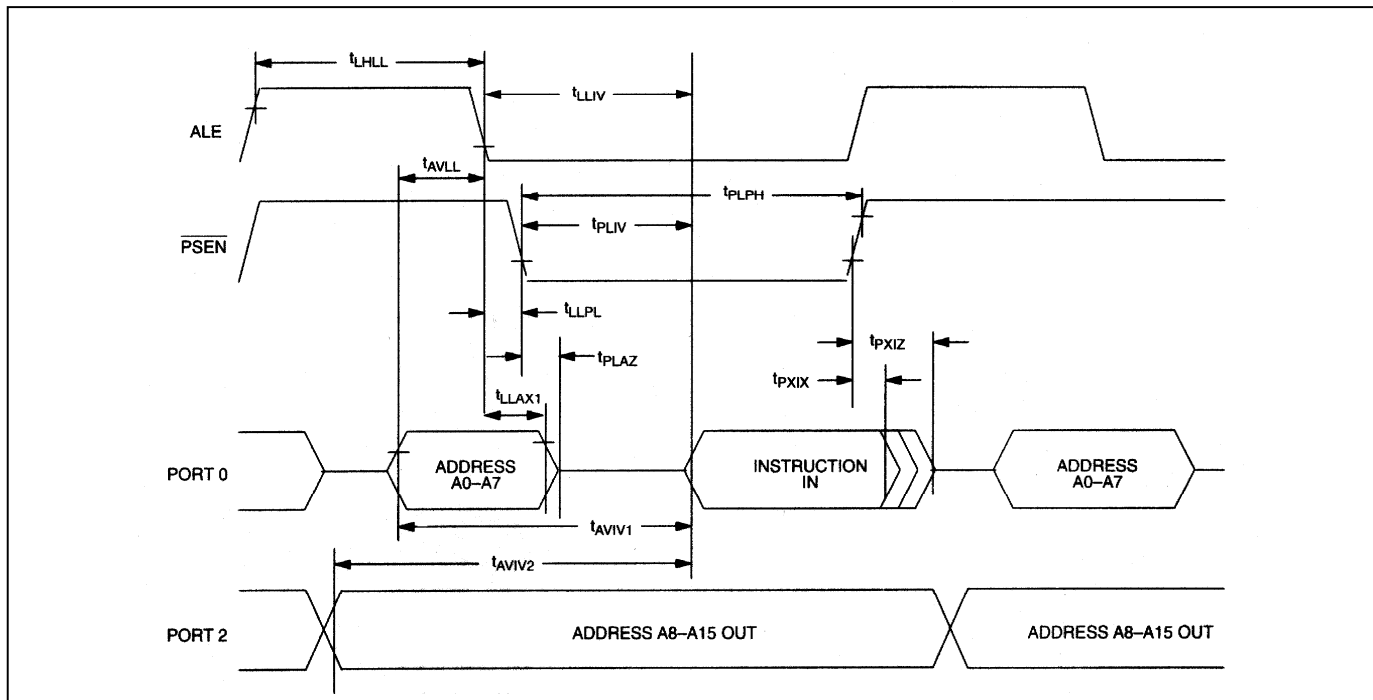 tLHLL
tLLIV
ALE
tAVLL
tPLPH
PSEN
tPLIV
tLLPL
tPXIZ
tPLAZ
tPXIX
tLLAX1
PORT 0
ADDRESS
A0–A7
INSTRUCTION
IN
ADDRESS
A0–A7
tAVIV1
tAVIV2
PORT 2
ADDRESS A8–A15 OUT
ADDRESS A8–A15 OUT